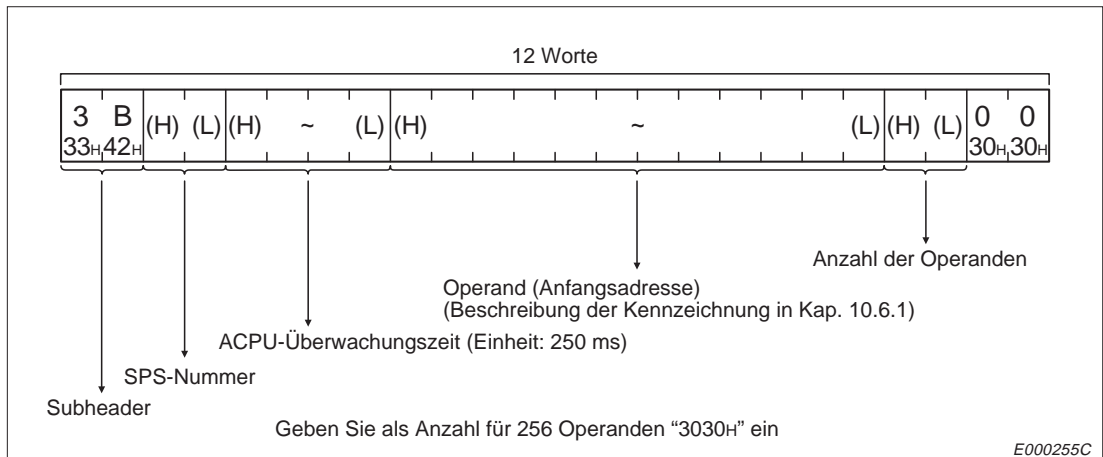 12 Worte
3 B (H) (L) (H) ~ (L) (H) ~ (L) (H) (L) 0 0
33H 42H 30H 30H
Anzahl der Operanden
Operand (Anfangsadresse)
(Beschreibung der Kennzeichnung in Kap. 10.6.1)
ACPU-Überwachungszeit (Einheit: 250 ms)
SPS-Nummer
Subheader
Geben Sie als Anzahl für 256 Operanden “3030H” ein
E000255C